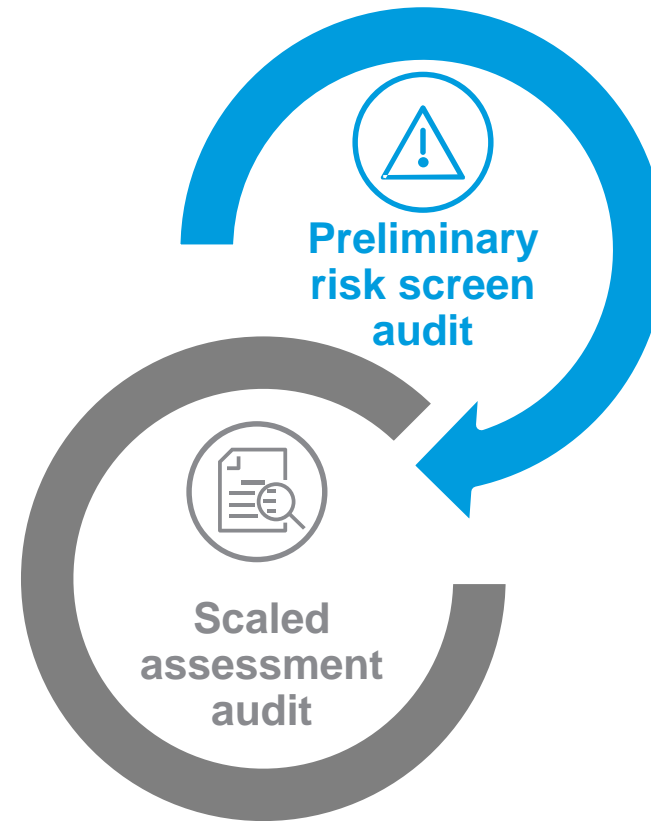 Preliminary
risk screen
audit
Scaled
assessment
audit